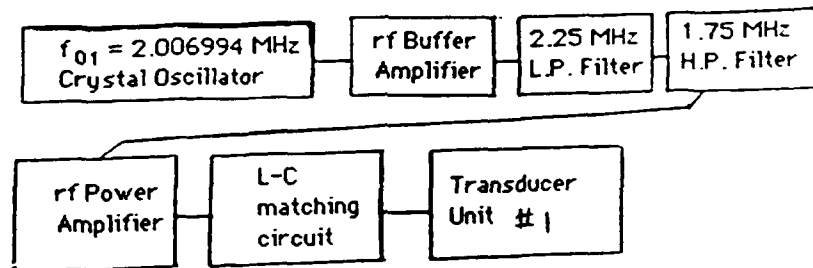 f01 = 2.006994 MHz
Crystal Oscillator
rf Buffer
Amplifier
2.25 MHz
L.P. Filter
1.75 MHz
H.P. Filter
rf Power
Amplifier
L-C
matching
circuit
Transducer
Unit #1